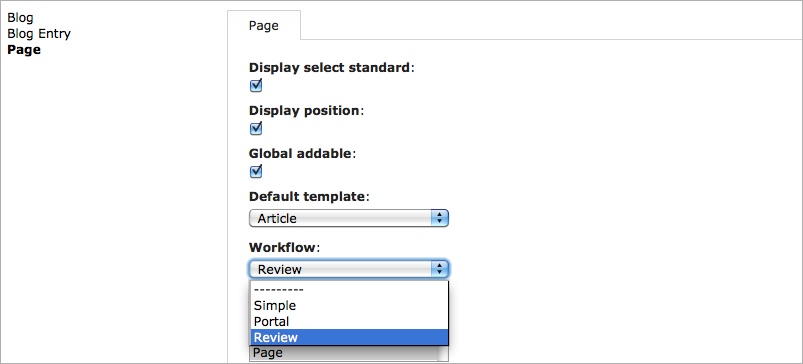 Blog
Blog Entry
Page
Page
Display select standard:
Display position:
Global addable:
Default template:
Article
Workflow:
Review
---------
Simple
Portal
Review
Page